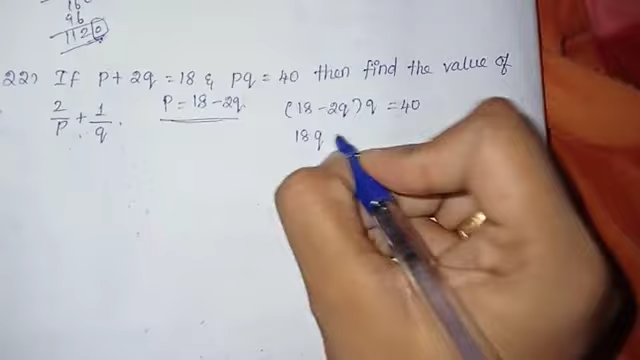 96
1120
22) If p + 2q = 18 & pq = 40 then find the value of
2/p + 1/q. p = 18 - 2q (18 - 2q) q = 40
18q